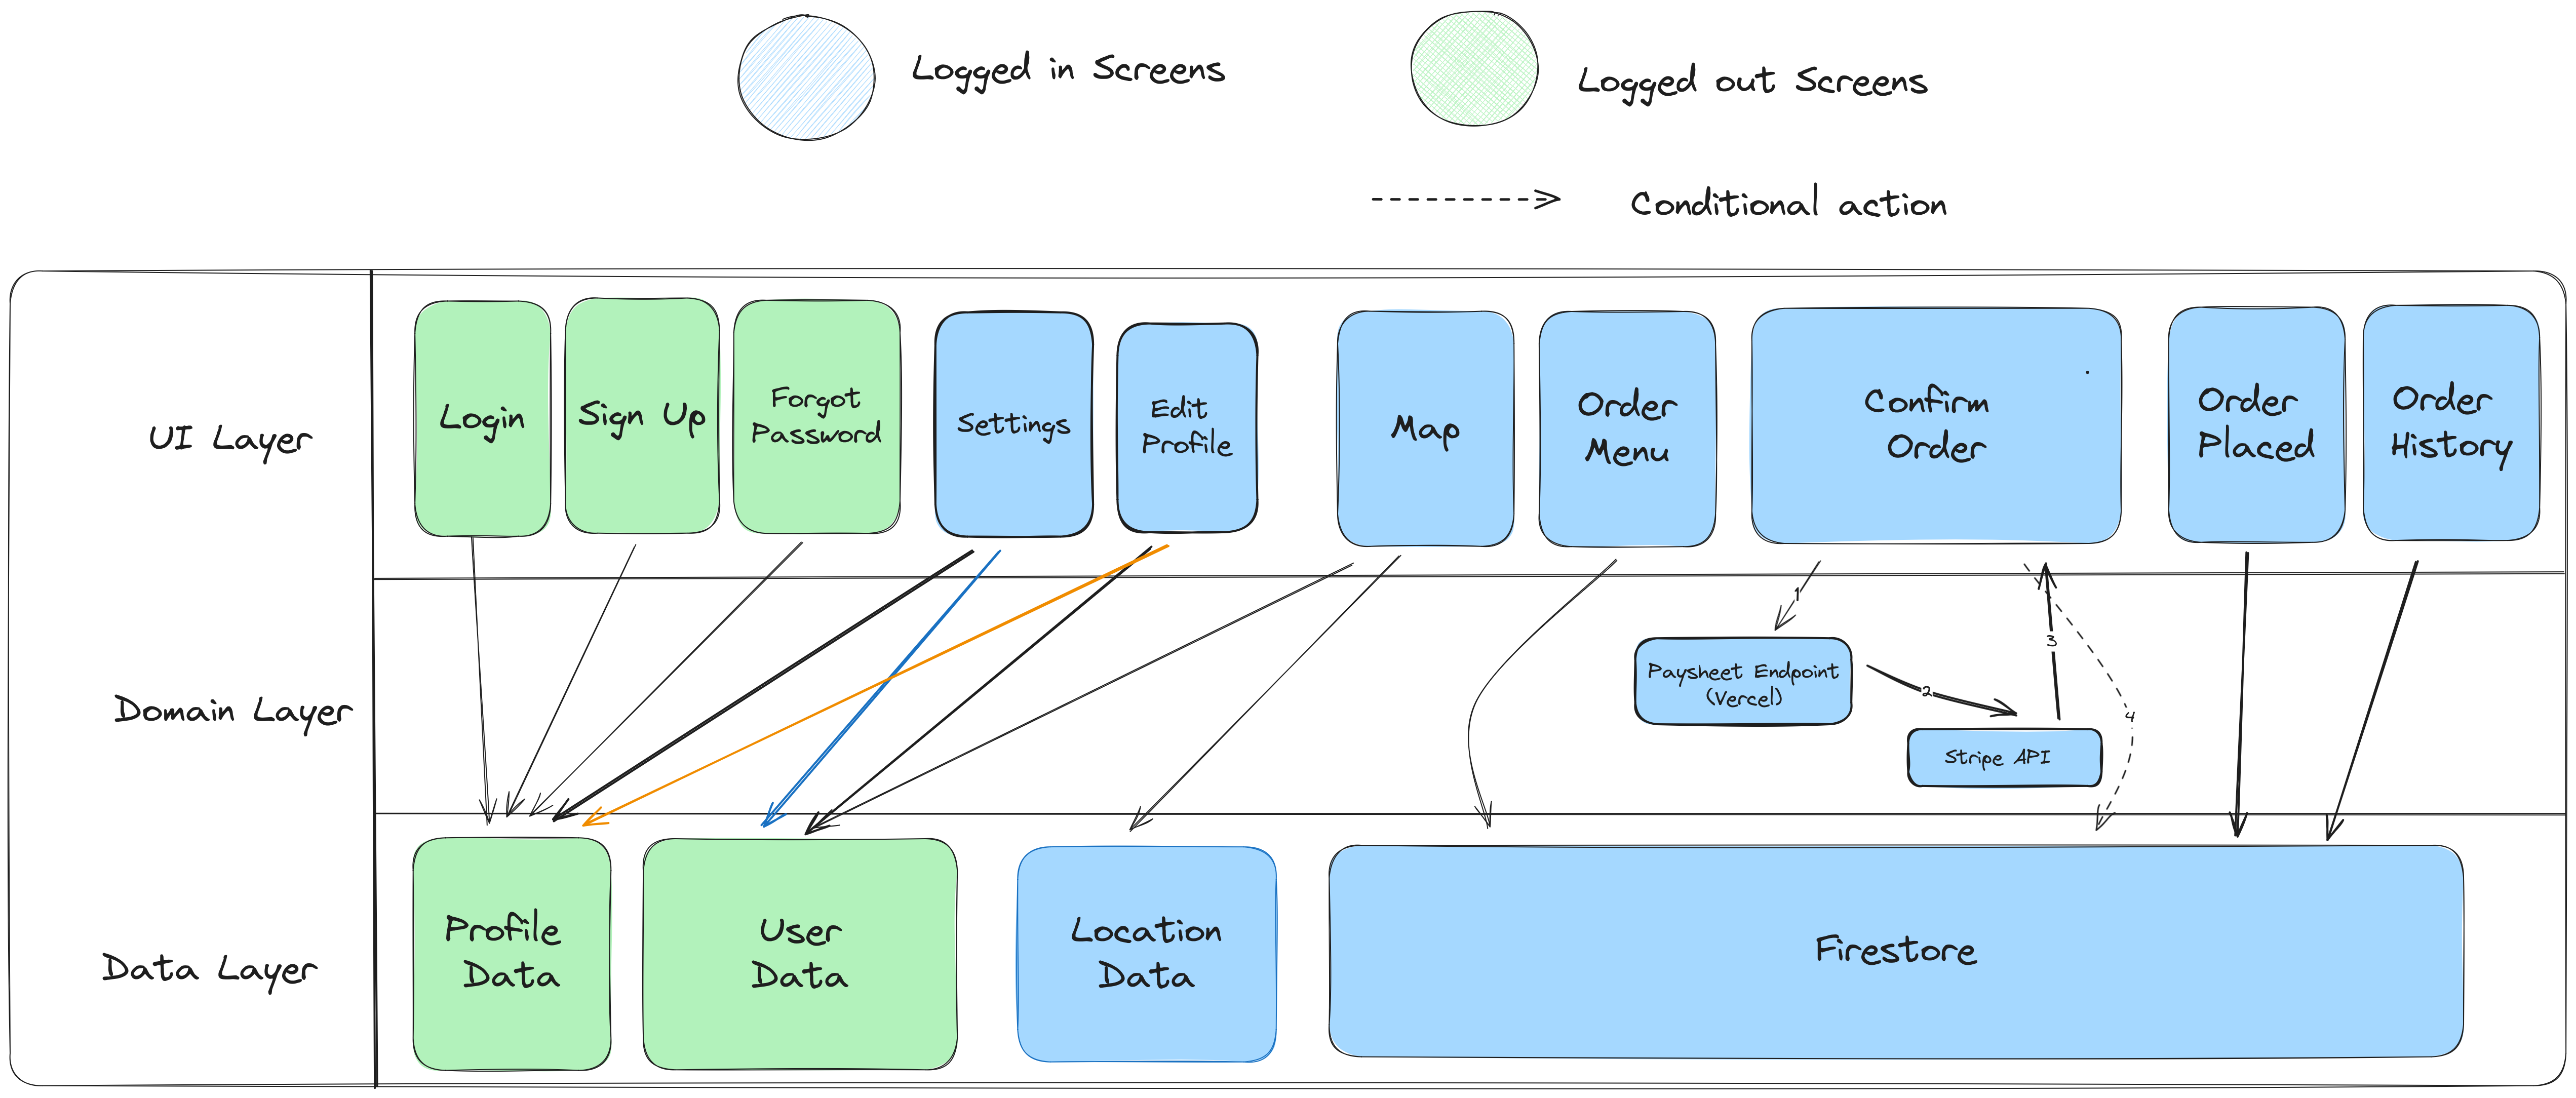 Logged in Screens
Logged out Screens
Conditional action
UI Layer
Login
Sign Up
Forgot
Password
Settings
Edit
Profile
Map
Order
Menu
Confirm
Order
Order
Placed
Order
History
Domain Layer
1
Paysheet Endpoint
(Vercel)
2
3
4
Stripe API
Data Layer
Profile
Data
User
Data
Location
Data
Firestore